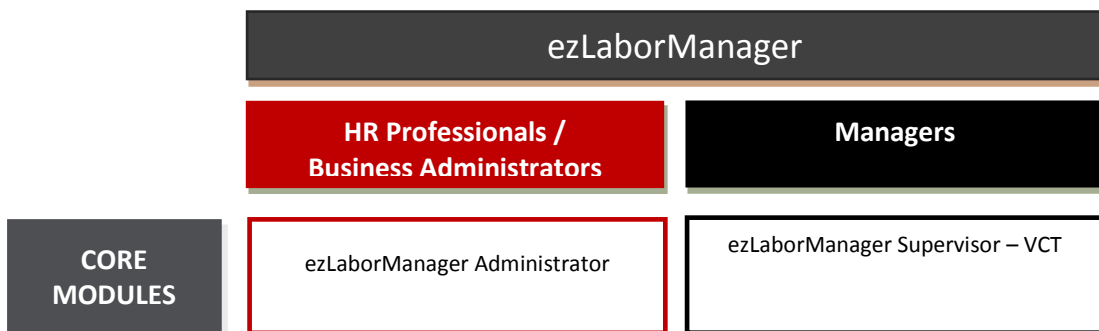 ezLaborManager
HR Professionals /
Business Administrators
Managers
CORE
MODULES
ezLaborManager Administrator
ezLaborManager Supervisor – VCT